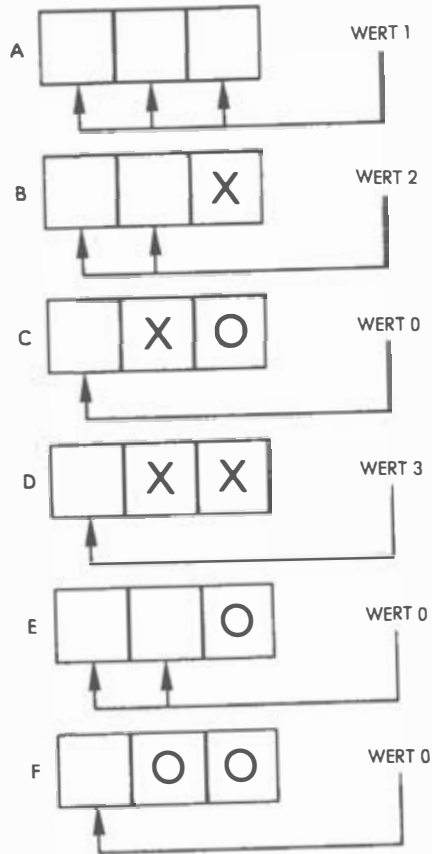 A WERT 1
B X WERT 2
C X O WERT 0
D X X WERT 3
E O WERT 0
F O O WERT 0